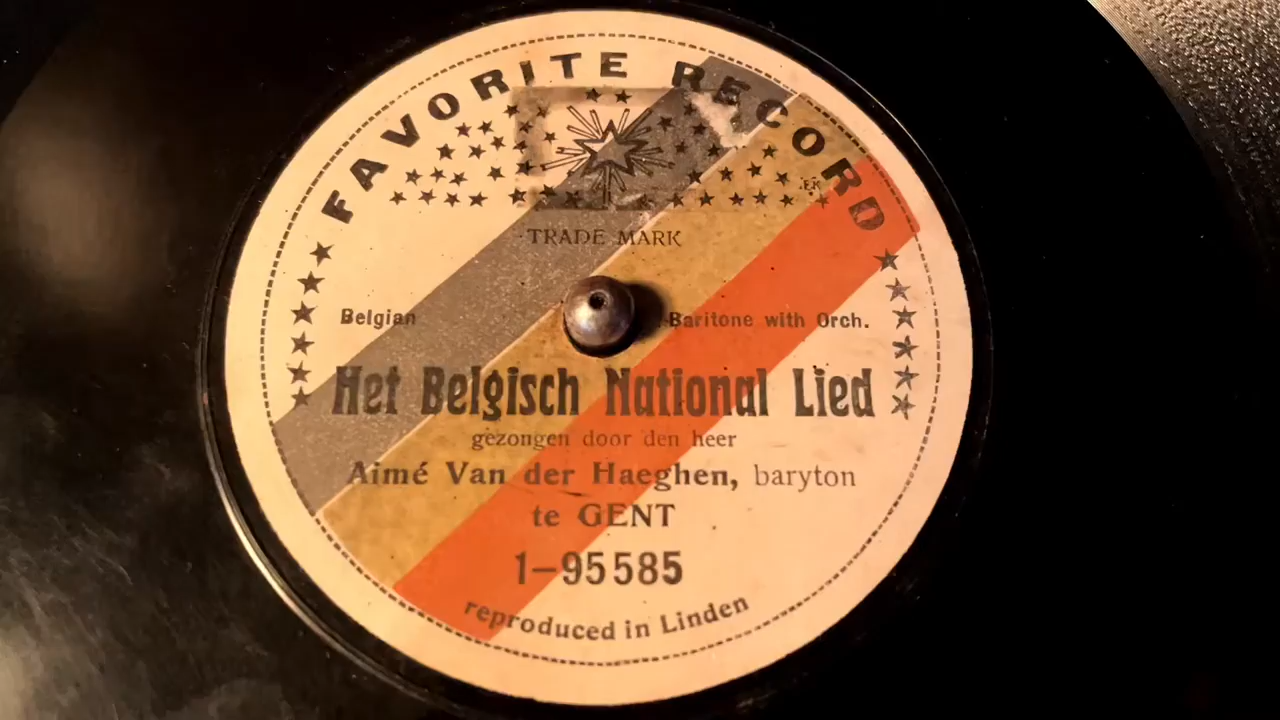 FAVORITE RECORD
TRADE MARK
Belgian
Baritone with Orch.
Het Belgisch National Lied
gezongen door den heer
Aimé Van der Haeghen, baryton
te GENT
1-95585
reproduced in Linden